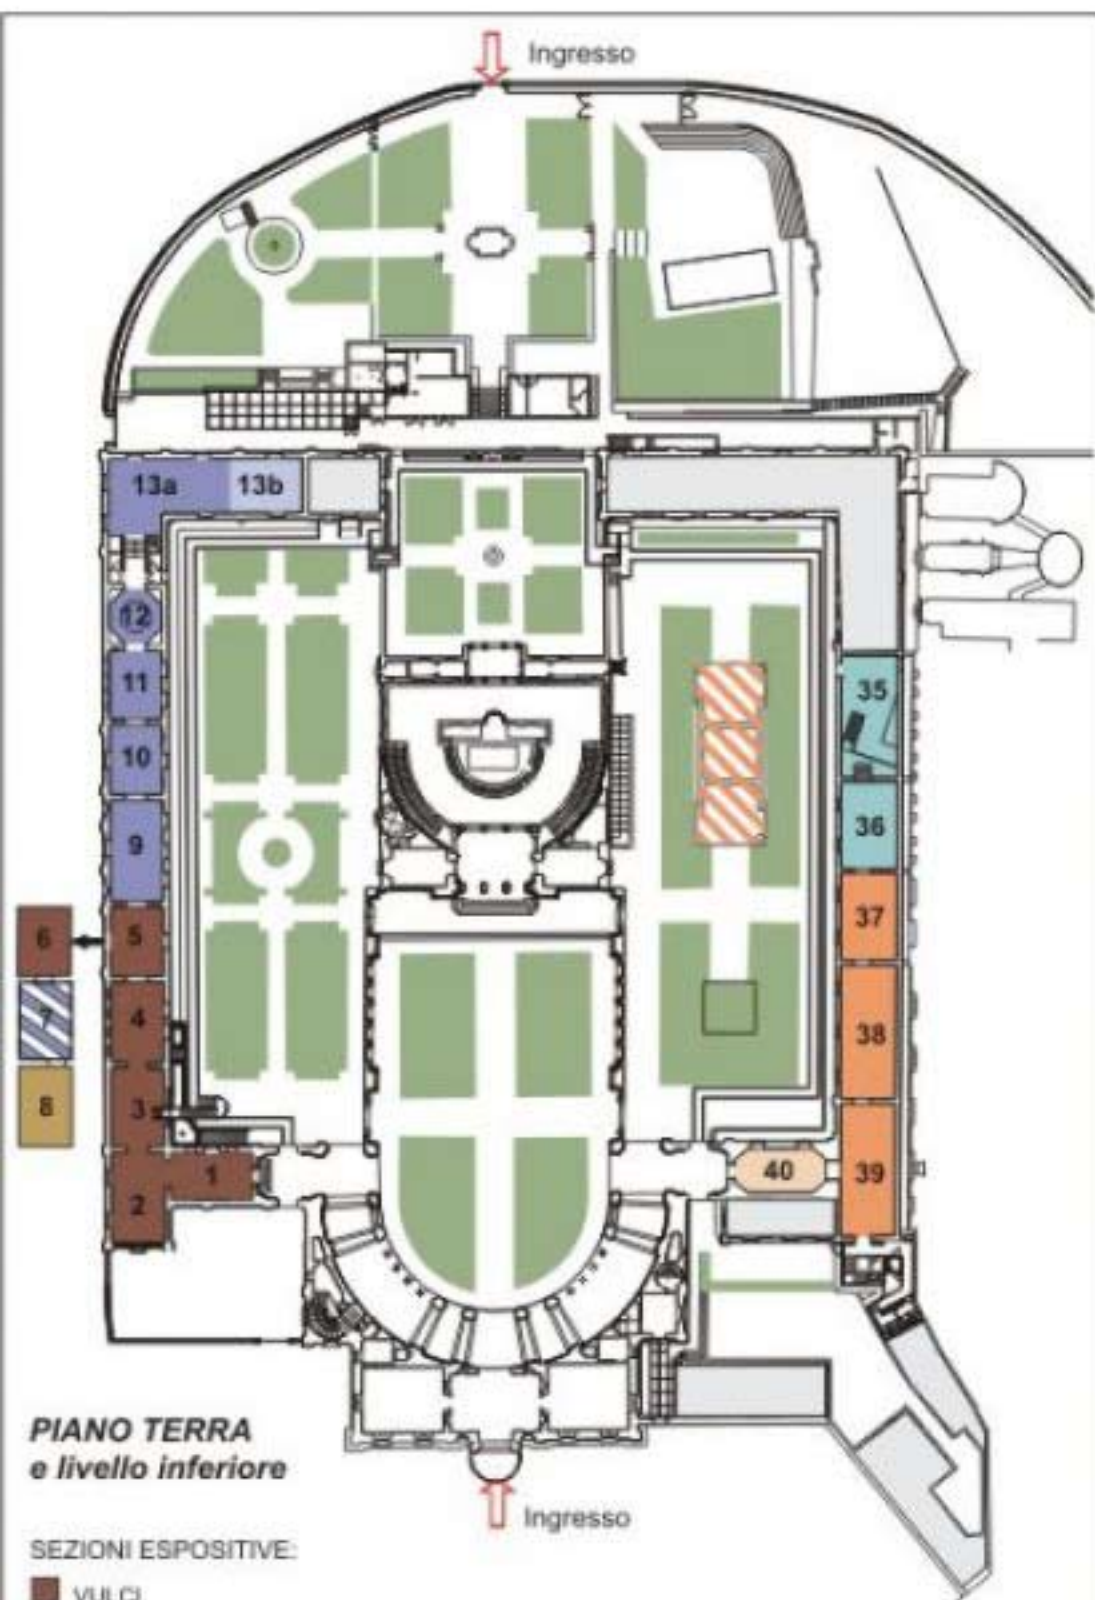 Ingresso
13a
13b
12
11
10
9
6
5
7
4
8
3
1
2
35
36
37
38
39
40
PIANO TERRA
e livello inferiore
Ingresso
SEZIONI ESPOSITIVE:
VULCI